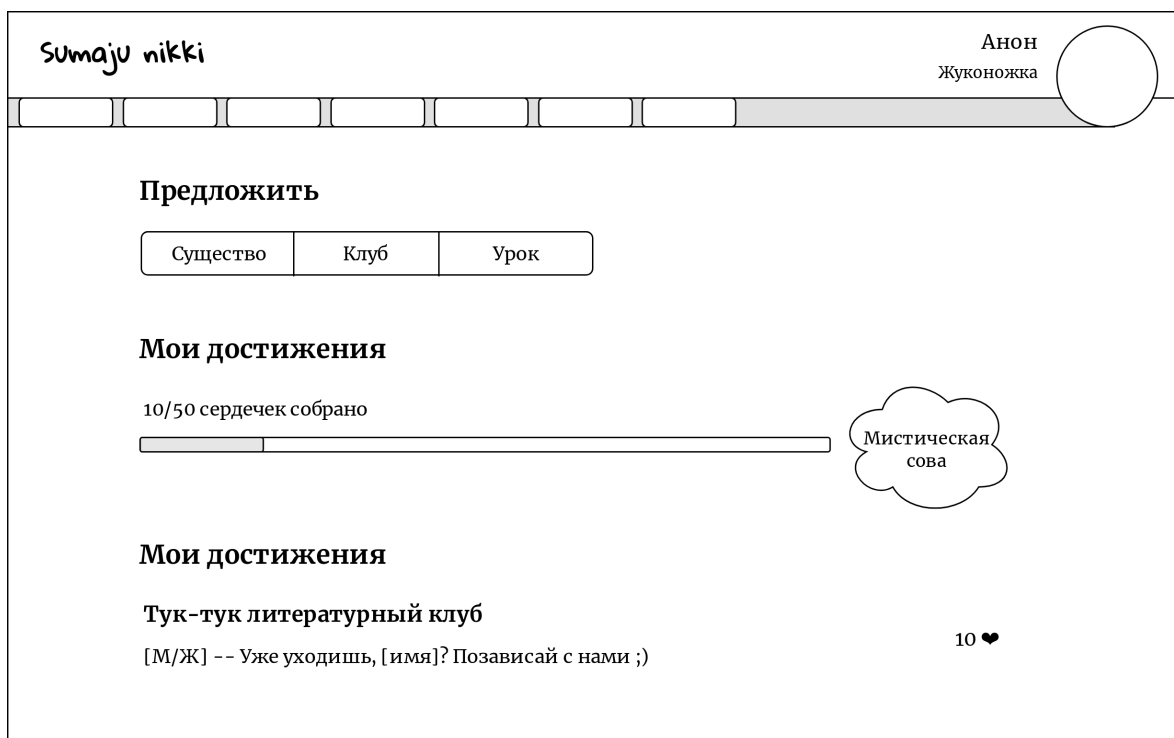 Sumaju nikki
Анон
Жуконожка
Предложить
Существо
Клуб
Урок
Мои достижения
10/50 сердечек собрано
Мистическая
сова
Мои достижения
Тук-тук литературный клуб
10 ❤
[М/Ж] -- Уже уходишь, [имя]? Позависай с нами ;)